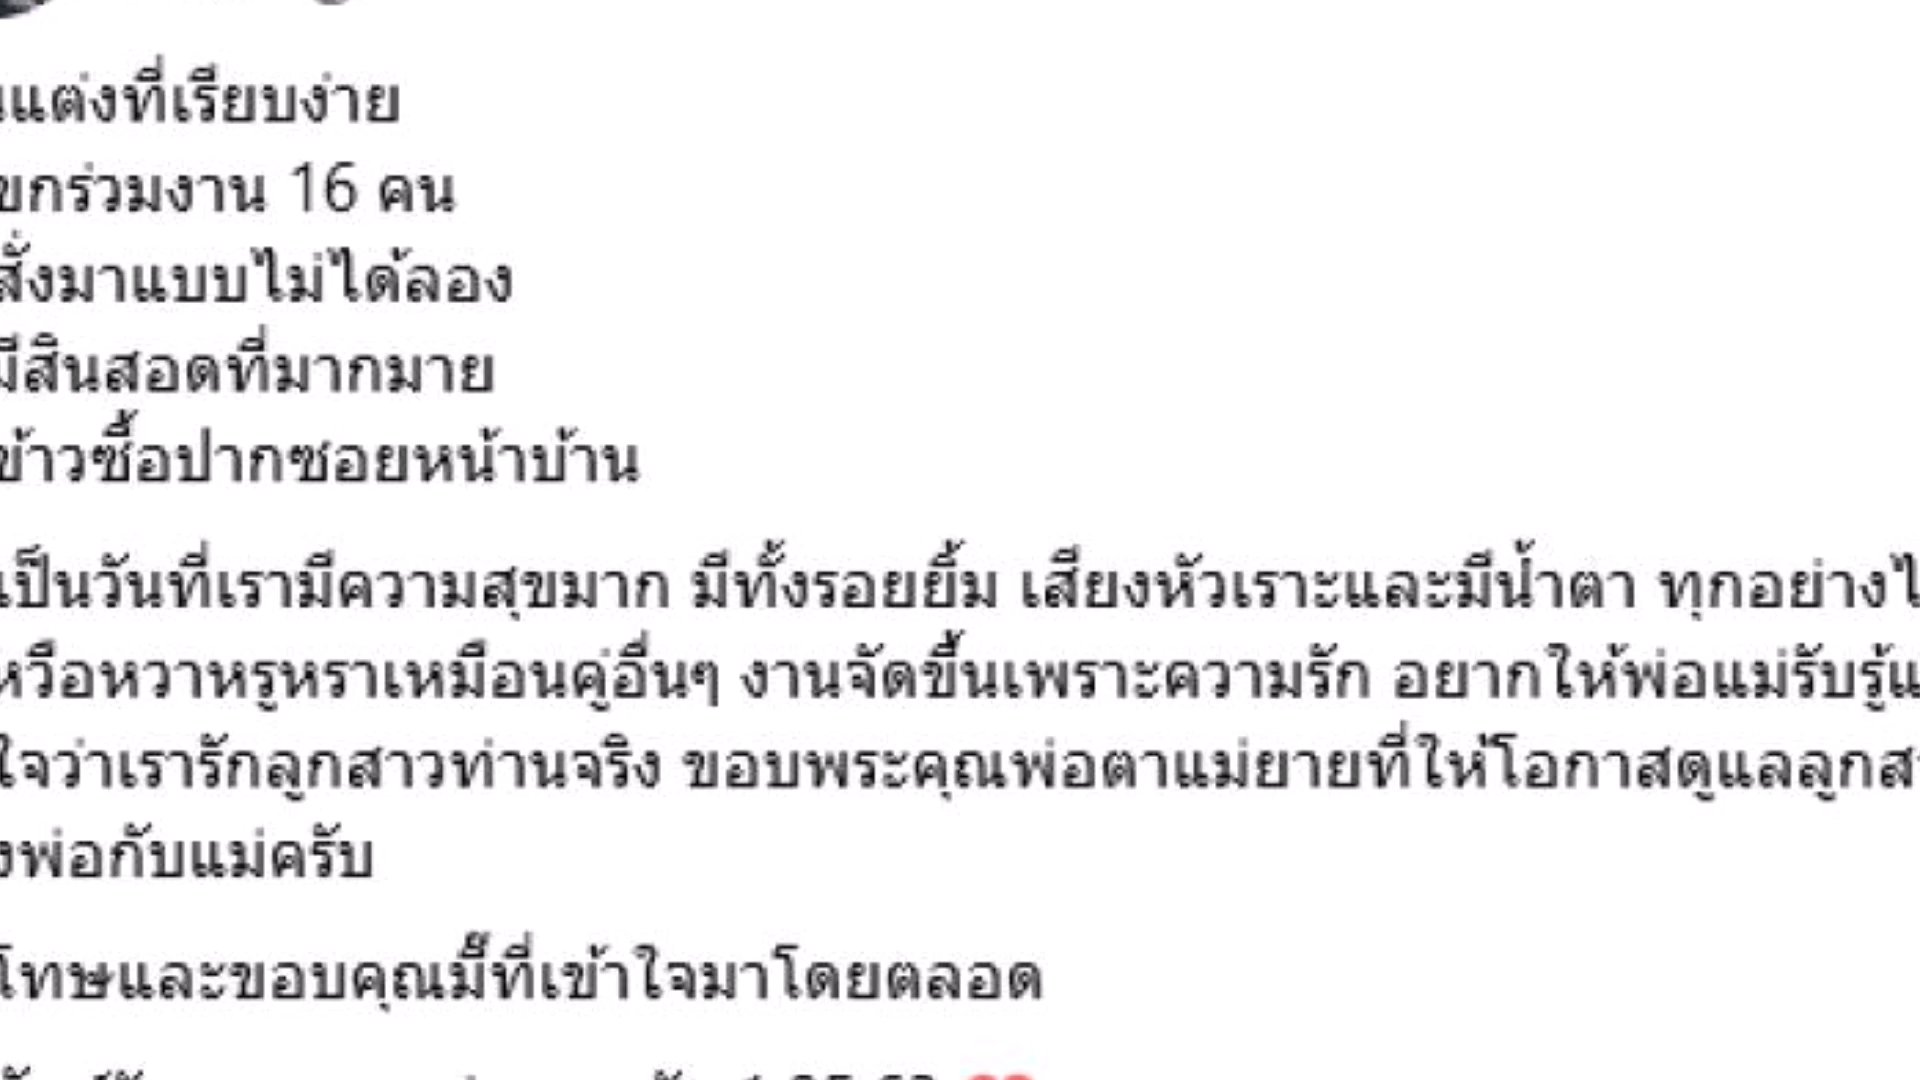 แต่งที่เรียบง่าย
ขกร่วมงาน 16 คน
สั่งมาแบบไม่ได้ลอง
มีสินสอดที่มากมาย
ข้าวซื้อปากซอยหน้าบ้าน
เป็นวันที่เรามีความสุขมาก มีทั้งรอยยิ้ม เสียงหัวเราะและมีน้ำตา ทุกอย่างไ
หวือหวาหรูหราเหมือนคู่อื่นๆ งานจัดขึ้นเพราะความรัก อยากให้พ่อแม่รับรู้แ
ใจว่าเรารักลูกสาวท่านจริง ขอบพระคุณพ่อตาแม่ยายที่ให้โอกาสดูแลลูกสา
งพ่อกับแม่ครับ
โทษและขอบคุณมี๊ที่เข้าใจมาโดยตลอด